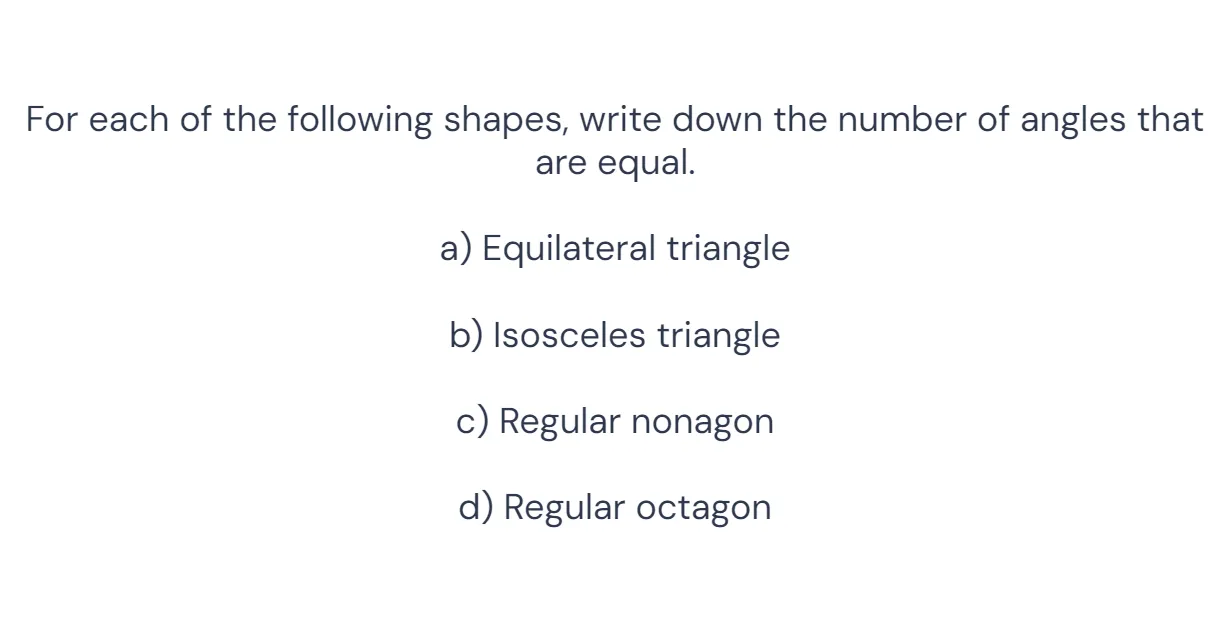 For each of the following shapes, write down the number of angles that
are equal.
a) Equilateral triangle
b) Isosceles triangle
c) Regular nonagon
d) Regular octagon